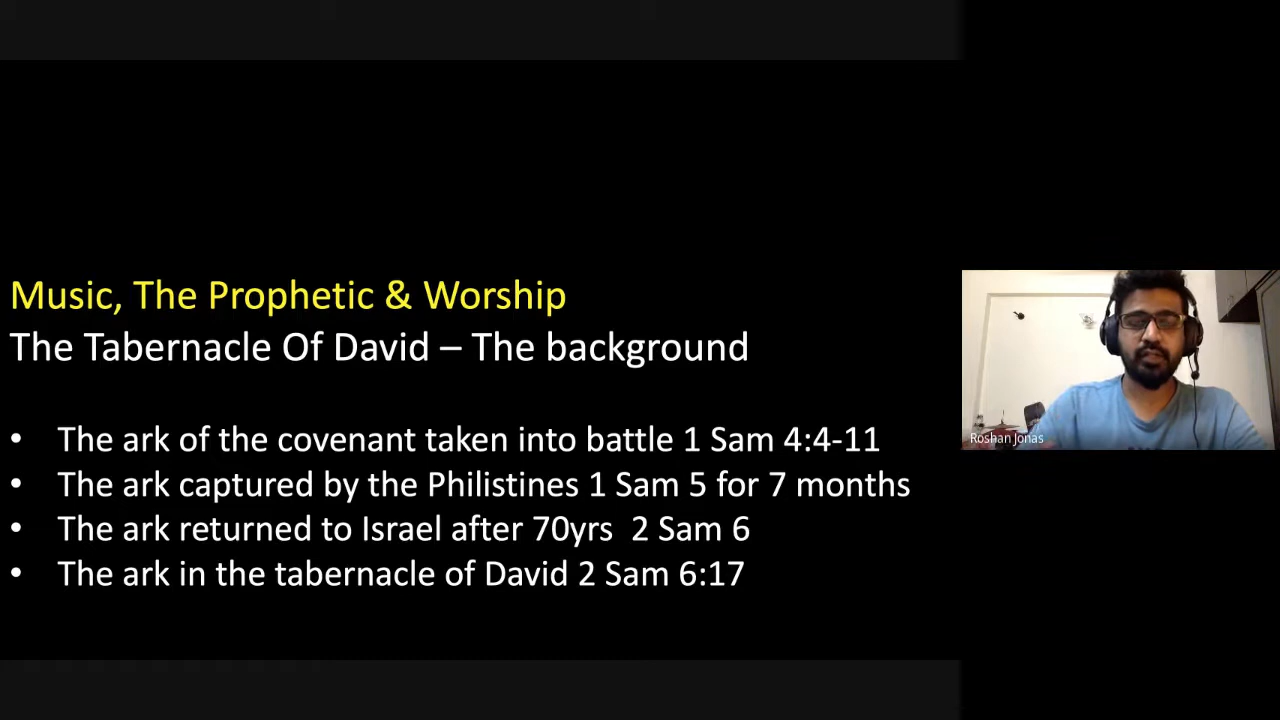 Music, The Prophetic & Worship
The Tabernacle Of David – The background
• The ark of the covenant taken into battle 1 Sam 4:4-11
• The ark captured by the Philistines 1 Sam 5 for 7 months
• The ark returned to Israel after 70yrs  2 Sam 6
• The ark in the tabernacle of David 2 Sam 6:17
Roshan Jonas